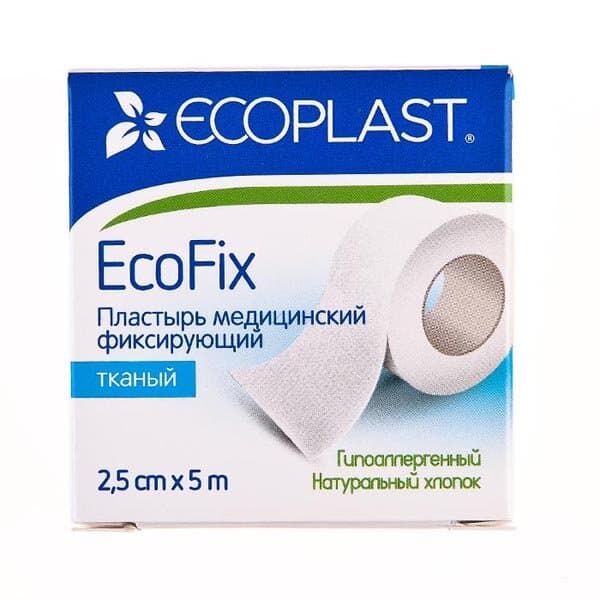 ECOPLAST®
EcoFix
Пластырь медицинский
фиксирующий
тканый
Гипоаллергенный
Натуральный хлопок
2,5 cm x 5 m